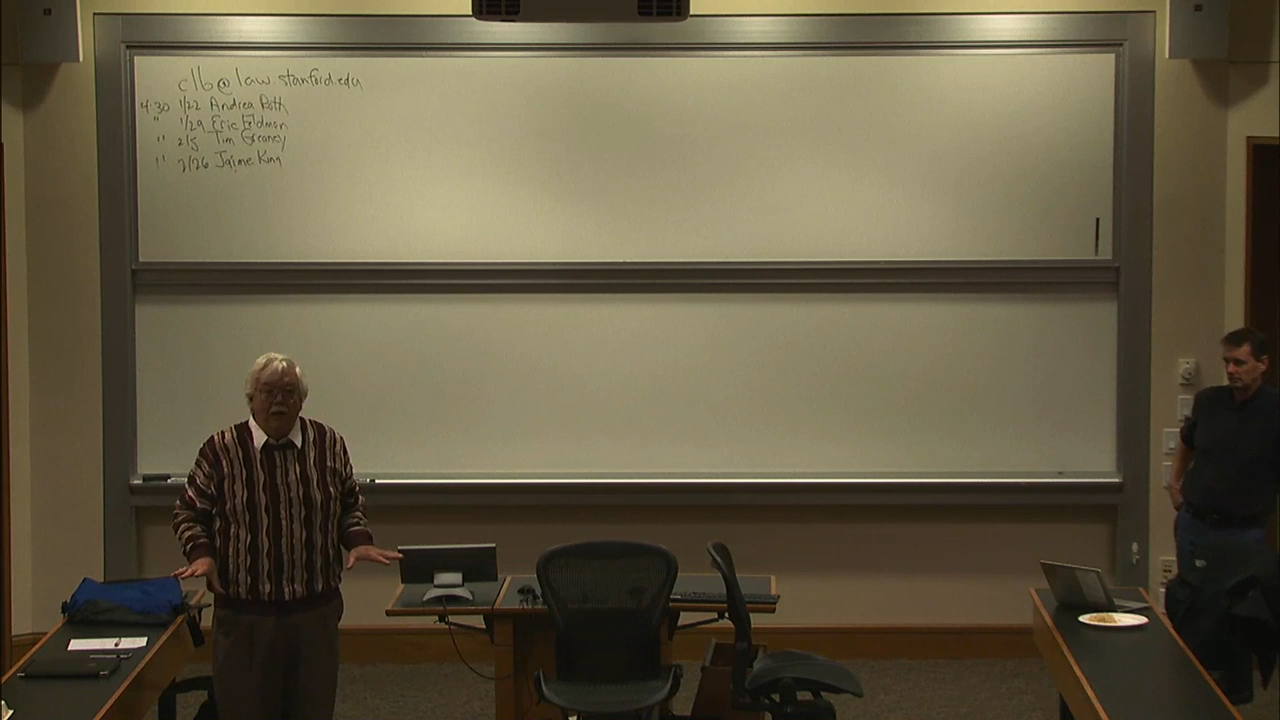 clb@law.stanford.edu
4:30 1/22 Andrea Roth
" 1/29 Eric Feldman
" 2/5 Tim Greaney
" 2/26 Jaime King